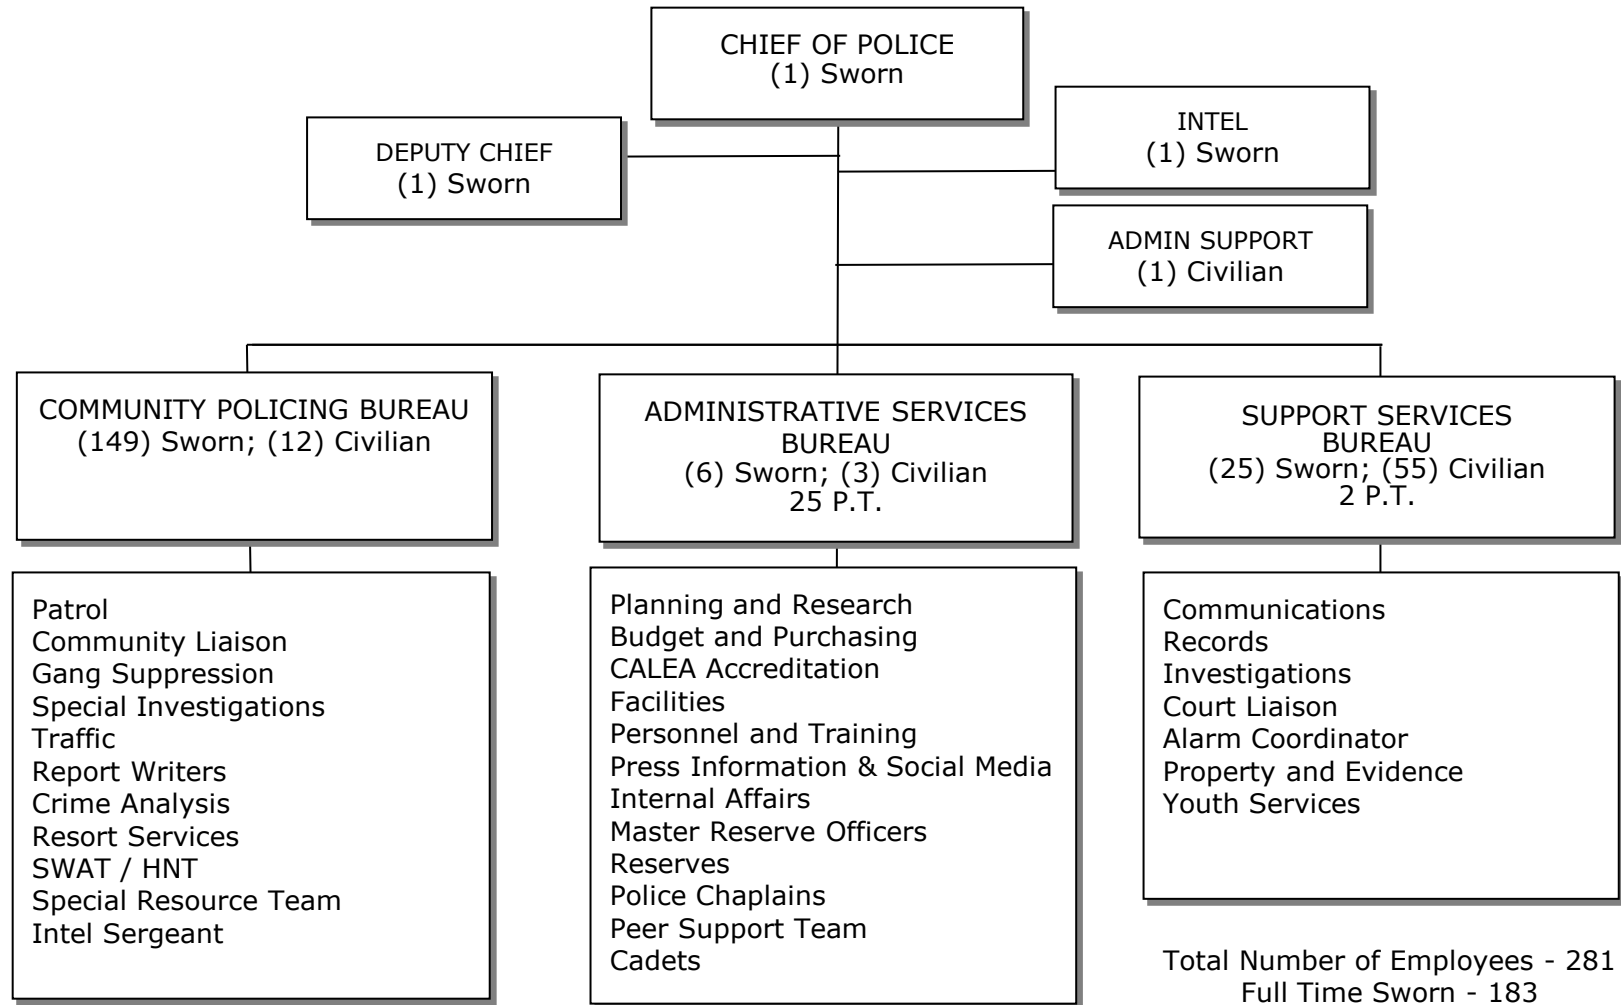 CHIEF OF POLICE
(1) Sworn
DEPUTY CHIEF
(1) Sworn
INTEL
(1) Sworn
ADMIN SUPPORT
(1) Civilian
COMMUNITY POLICING BUREAU
(149) Sworn; (12) Civilian
Patrol
Community Liaison
Gang Suppression
Special Investigations
Traffic
Report Writers
Crime Analysis
Resort Services
SWAT / HNT
Special Resource Team
Intel Sergeant
ADMINISTRATIVE SERVICES
BUREAU
(6) Sworn; (3) Civilian
25 P.T.
Planning and Research
Budget and Purchasing
CALEA Accreditation
Facilities
Personnel and Training
Press Information & Social Media
Internal Affairs
Master Reserve Officers
Reserves
Police Chaplains
Peer Support Team
Cadets
SUPPORT SERVICES
BUREAU
(25) Sworn; (55) Civilian
2 P.T.
Communications
Records
Investigations
Court Liaison
Alarm Coordinator
Property and Evidence
Youth Services
Total Number of Employees - 281
Full Time Sworn - 183